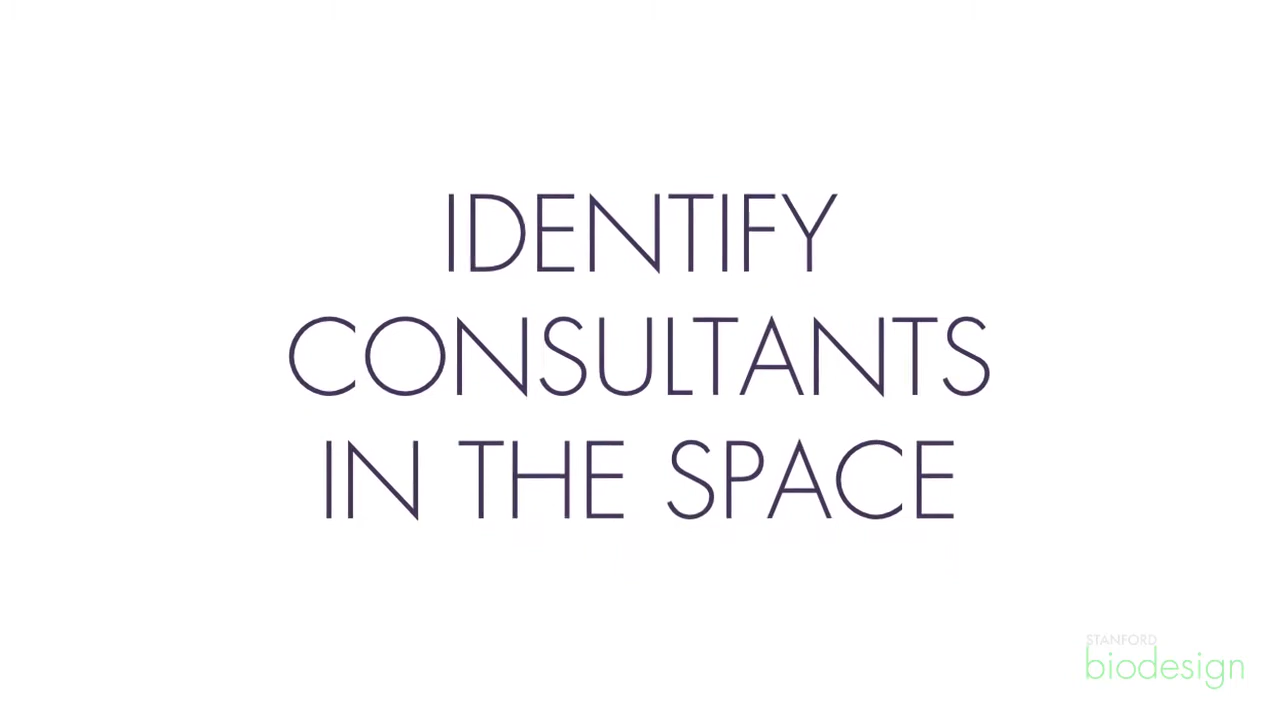 IDENTIFY
CONSULTANTS
IN THE SPACE
STANFORD
biodesign